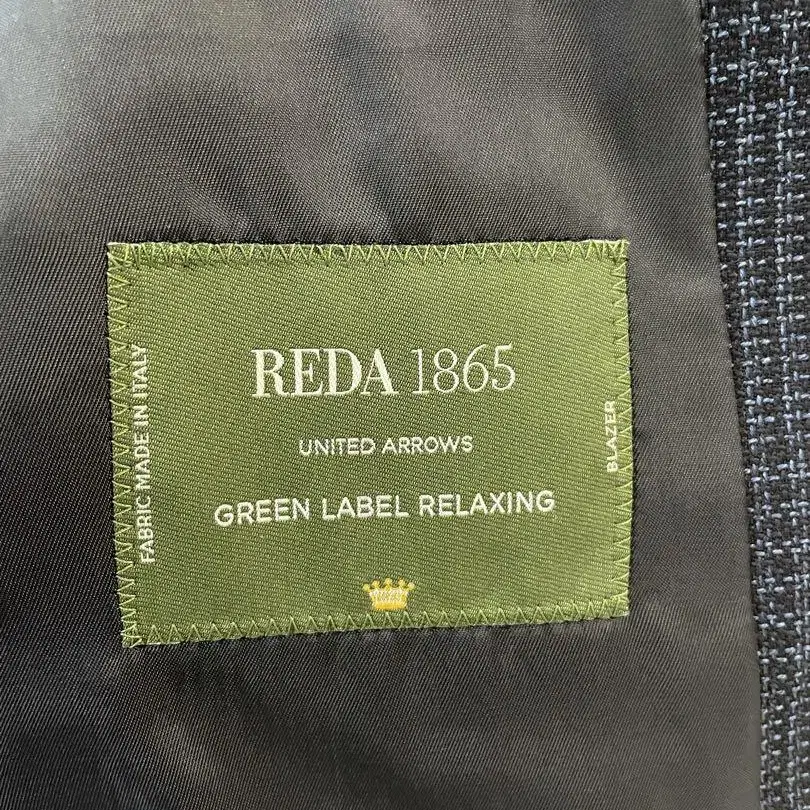 REDA 1865
UNITED ARROWS
GREEN LABEL RELAXING
FABRIC MADE IN ITALY
BLAZER